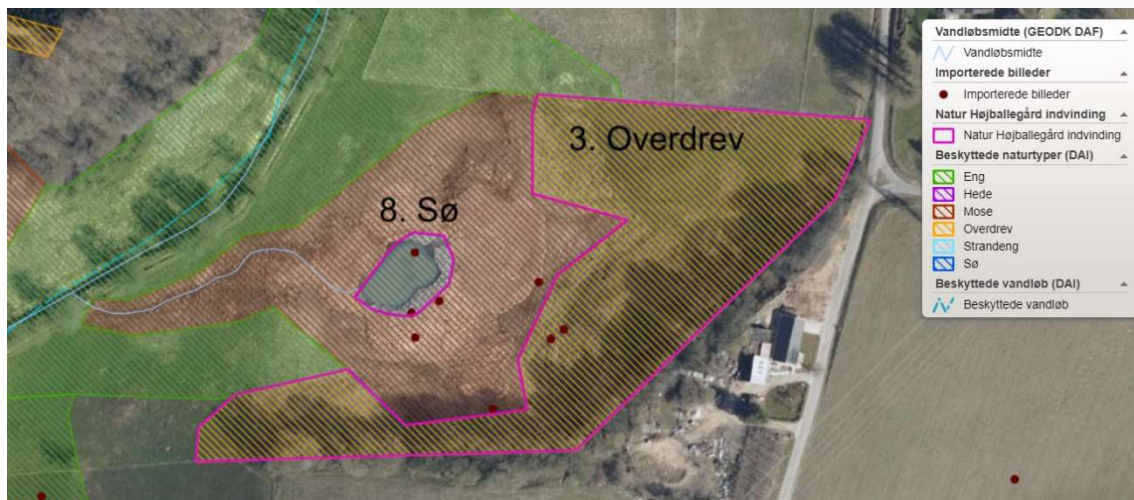 3. Overdrev
8. Sø
Vandløbsmidte (GEODK DAF)
Vandløbsmidte
Importerede billeder
Importerede billeder
Natur Højballegård indvinding
Natur Højballegård indvinding
Beskyttede naturtyper (DAI)
Eng
Hede
Mose
Overdrev
Strandeng
Sø
Beskyttede vandløb (DAI)
Beskyttede vandløb